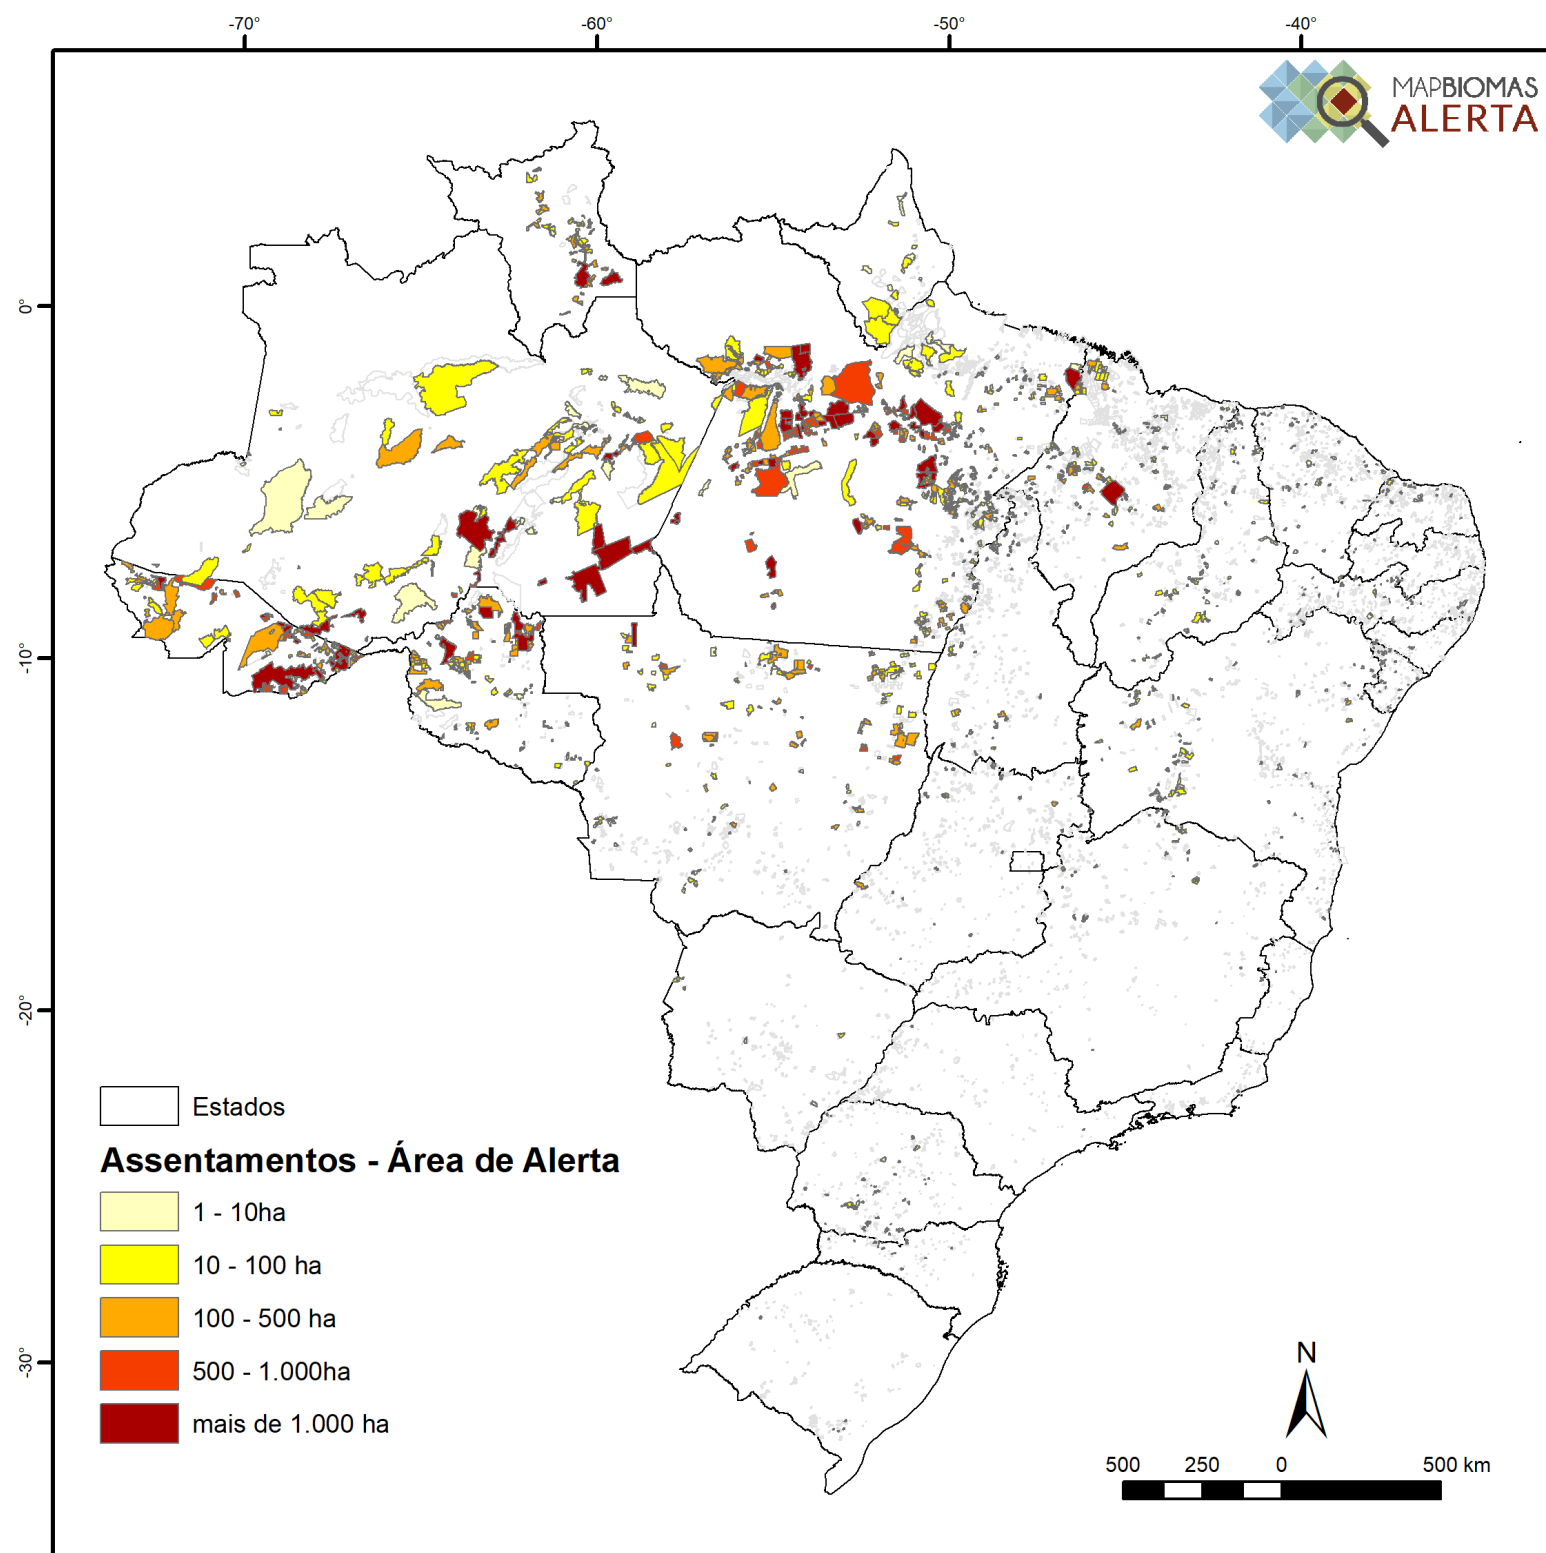 -70°
-60°
-50°
-40°
MAPBIOMAS
ALERTA
0°
-10°
-20°
-30°
Estados
Assentamentos - Área de Alerta
1 - 10ha
10 - 100 ha
100 - 500 ha
500 - 1.000ha
mais de 1.000 ha
N
500 250 0 500 km